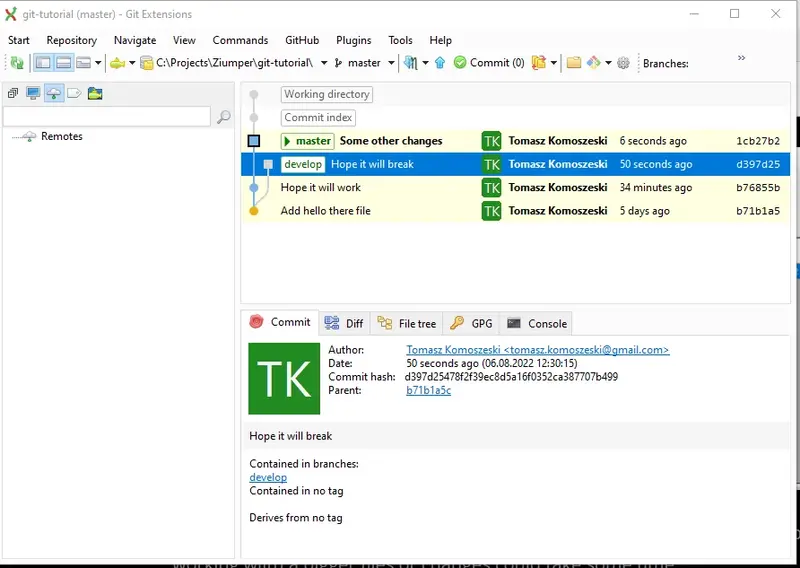 git-tutorial (master) - Git Extensions
Start Repository Navigate View Commands GitHub Plugins Tools Help
C:\Projects\Ziumper\git-tutorial\ master Commit (0) Branches: »
Working directory
Commit index
Remotes
master Some other changes TK Tomasz Komoszeski 6 seconds ago 1cb27b2
develop Hope it will break TK Tomasz Komoszeski 50 seconds ago d397d25
Hope it will work TK Tomasz Komoszeski 34 minutes ago b76855b
Add hello there file TK Tomasz Komoszeski 5 days ago b71b1a5
Commit Diff File tree GPG Console
TK
Author: Tomasz Komoszeski <tomasz.komoszeski@gmail.com>
Date: 50 seconds ago (06.08.2022 12:30:15)
Commit hash: d397d25478f2f39ec8d5a16f0352ca387707b499
Parent: b71b1a5c
Hope it will break
Contained in branches:
develop
Contained in no tag
Derives from no tag